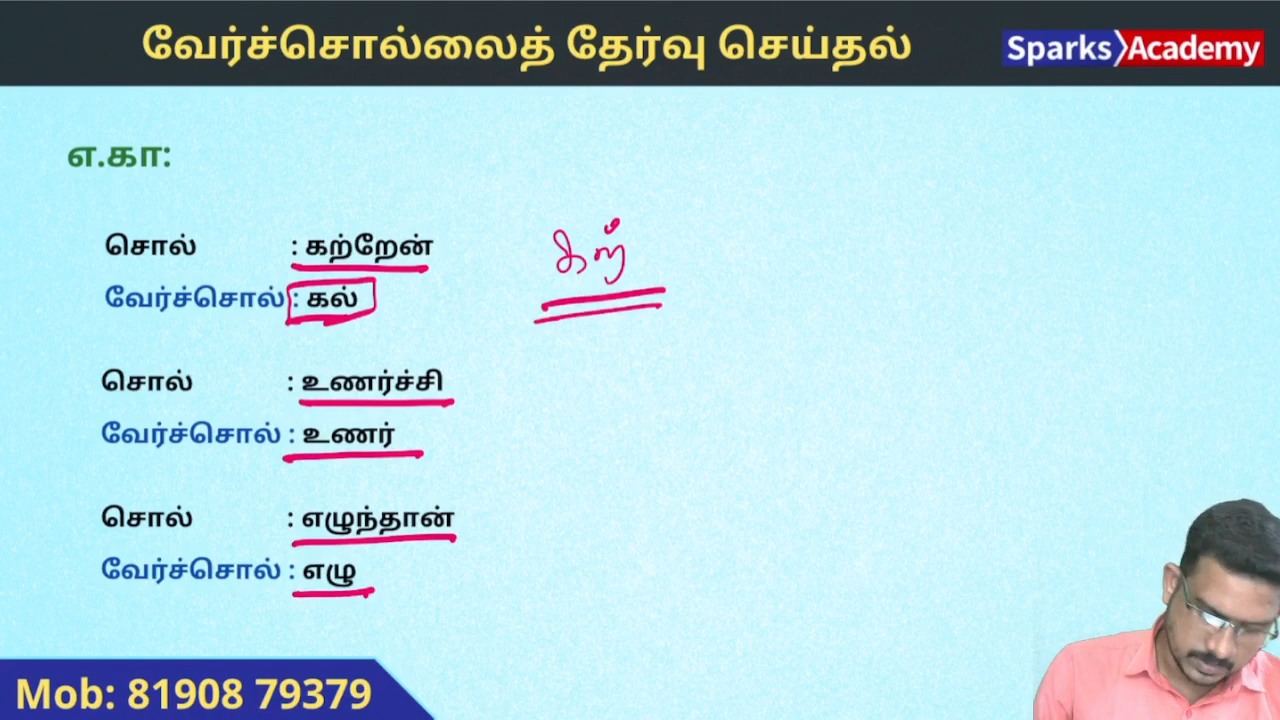 வேர்ச்சொல்லைத் தேர்வு செய்தல்
Sparks Academy
எ.கா:
சொல் : கற்றேன்
கற்
வேர்ச்சொல் : கல்
சொல் : உணர்ச்சி
வேர்ச்சொல் : உணர்
சொல் : எழுந்தான்
வேர்ச்சொல் : எழு
Mob: 81908 79379